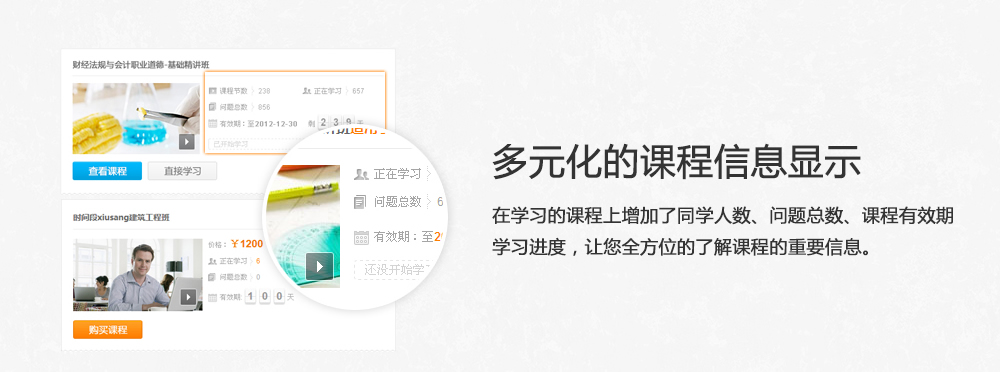 财经法规与会计职业道德-基础精讲班
课程节数 238
正在学习 857
问题总数 856
有效期：至2012-12-30
剩 2 3 9 天
已开始学习
查看课程
直接学习
时间段xiusang建筑工程班
价格：￥1200
正在学习 6
问题总数 0
有效期: 1 0 0 天
购买课程
正在学习
问题总数 6
有效期：至2
还没开始学
多元化的课程信息显示
在学习的课程上增加了同学人数、问题总数、课程有效期
学习进度，让您全方位的了解课程的重要信息。